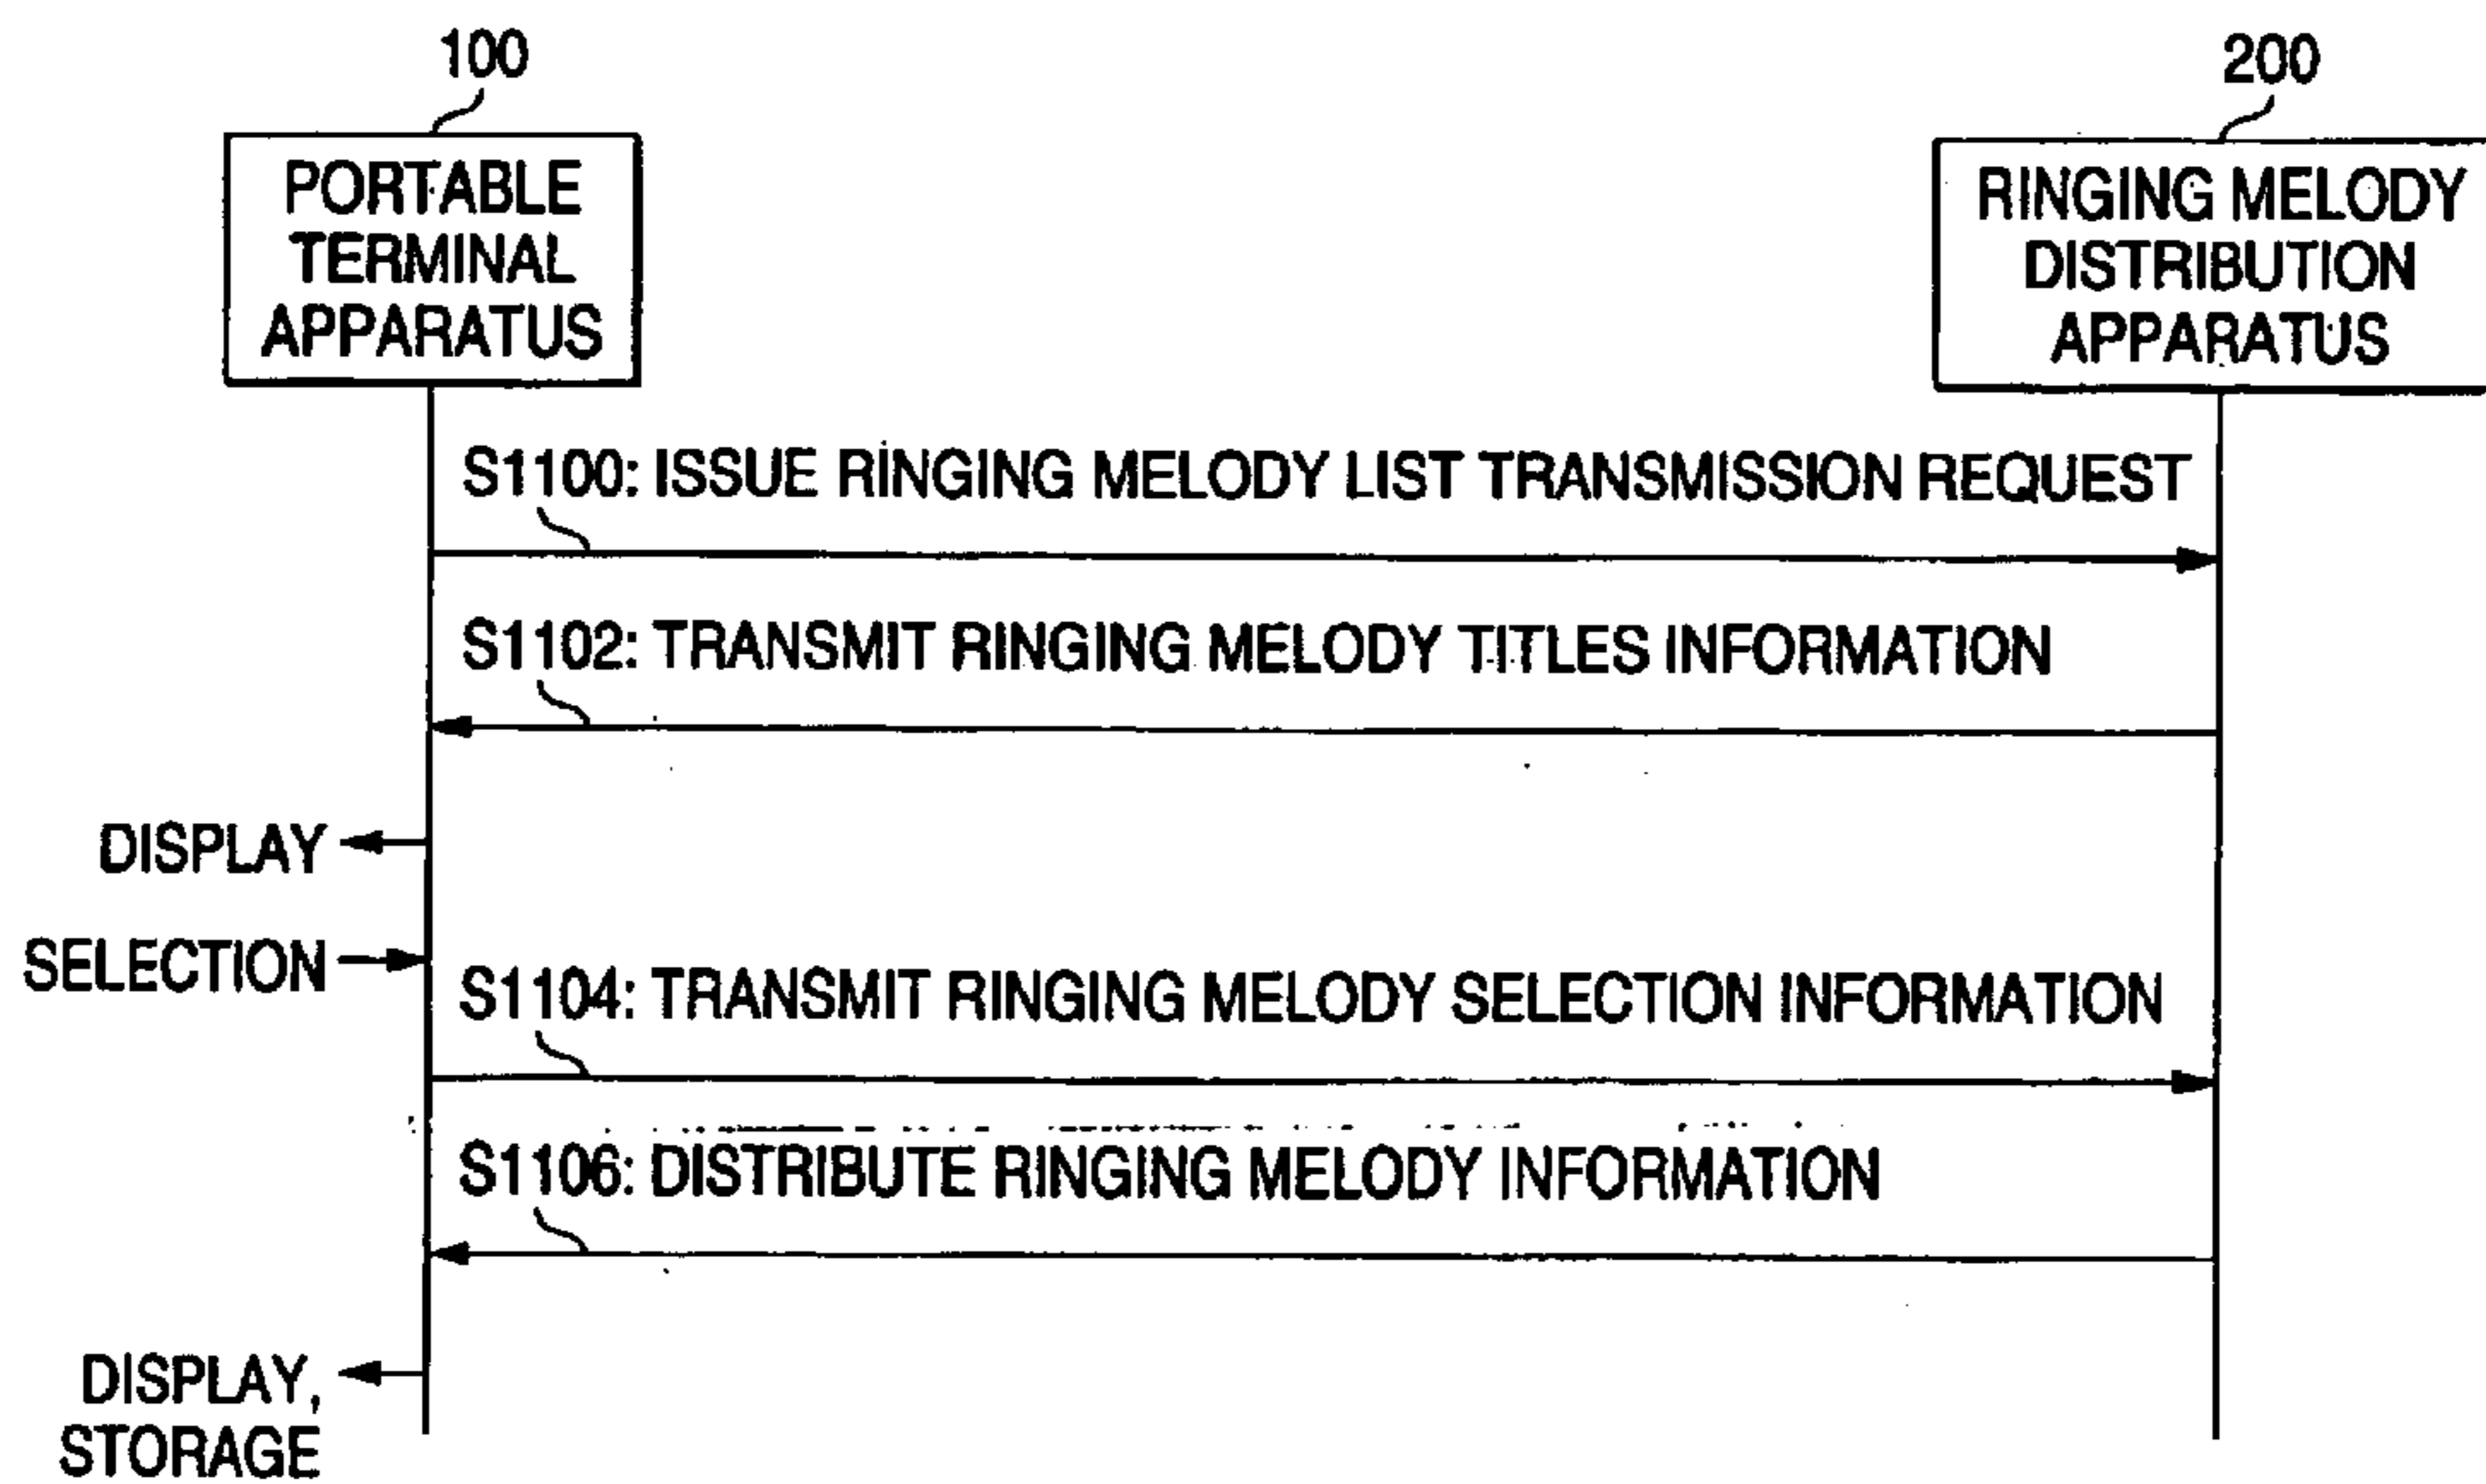 100
200
PORTABLE
TERMINAL
APPARATUS
RINGING MELODY
DISTRIBUTION
APPARATUS
S1100: ISSUE RINGING MELODY LIST TRANSMISSION REQUEST
S1102: TRANSMIT RINGING MELODY TITLES INFORMATION
DISPLAY
SELECTION
S1104: TRANSMIT RINGING MELODY SELECTION INFORMATION
S1106: DISTRIBUTE RINGING MELODY INFORMATION
DISPLAY,
STORAGE